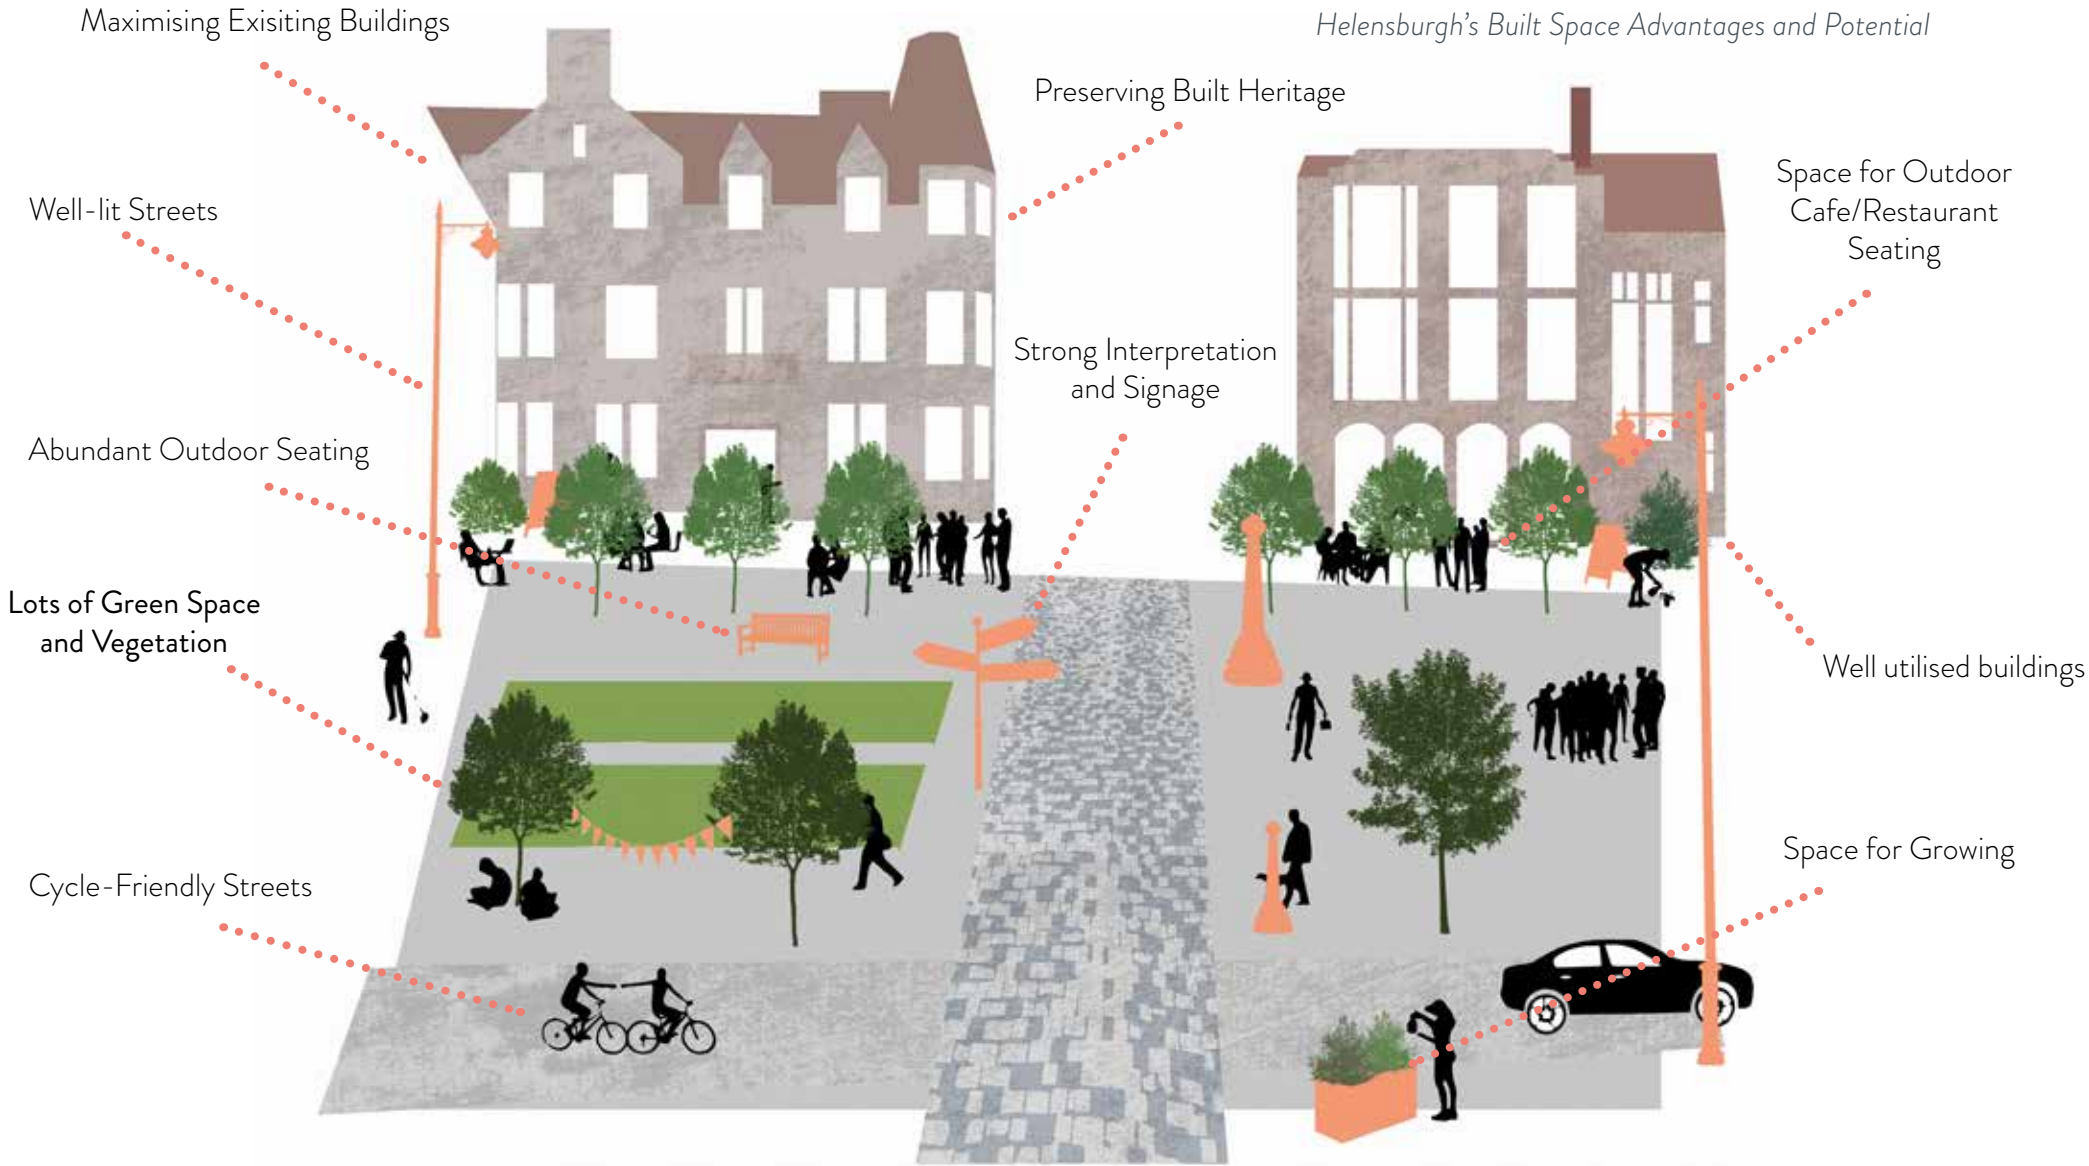 Maximising Exisiting Buildings
Helensburgh's Built Space Advantages and Potential
Preserving Built Heritage
Space for Outdoor
Cafe/Restaurant
Seating
Well-lit Streets
Strong Interpretation
and Signage
Abundant Outdoor Seating
Lots of Green Space
and Vegetation
Well utilised buildings
Space for Growing
Cycle-Friendly Streets